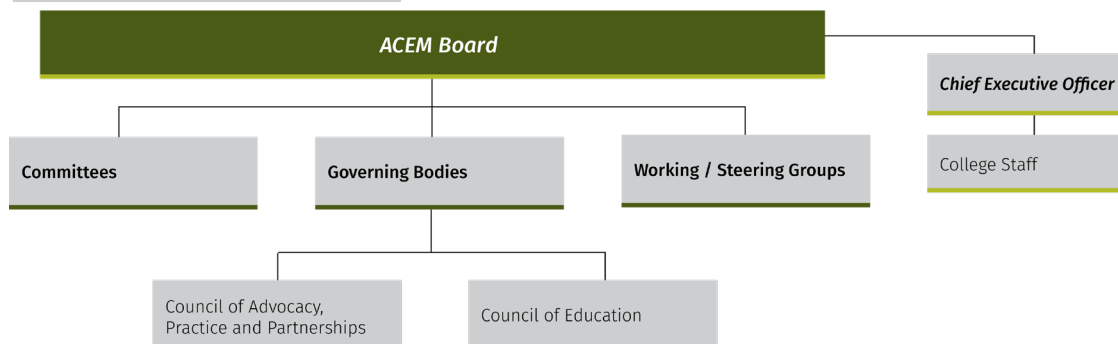 ACEM Board
Chief Executive Officer
College Staff
Committees
Governing Bodies
Working / Steering Groups
Council of Advocacy,
Practice and Partnerships
Council of Education